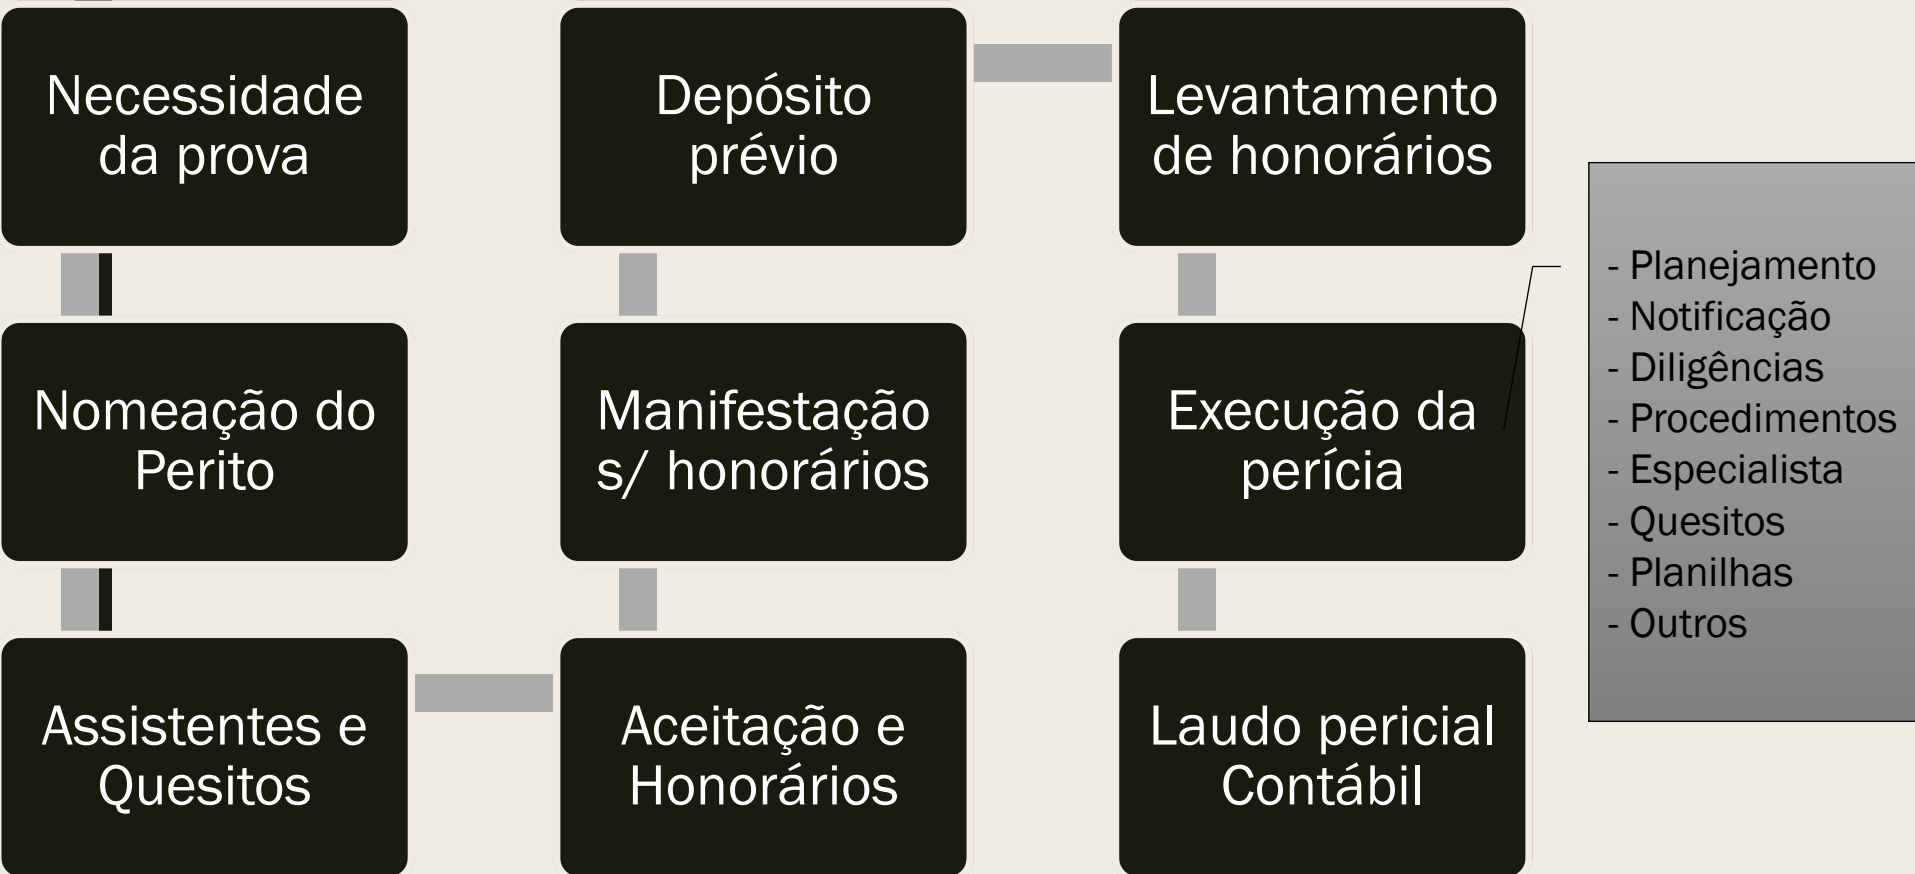 Necessidade
da prova
Nomeação do
Perito
Assistentes e
Quesitos
Aceitação e
Honorários
Manifestação
s/ honorários
Depósito
prévio
Levantamento
de honorários
Execução da
perícia
Laudo pericial
Contábil
- Planejamento
- Notificação
- Diligências
- Procedimentos
- Especialista
- Quesitos
- Planilhas
- Outros